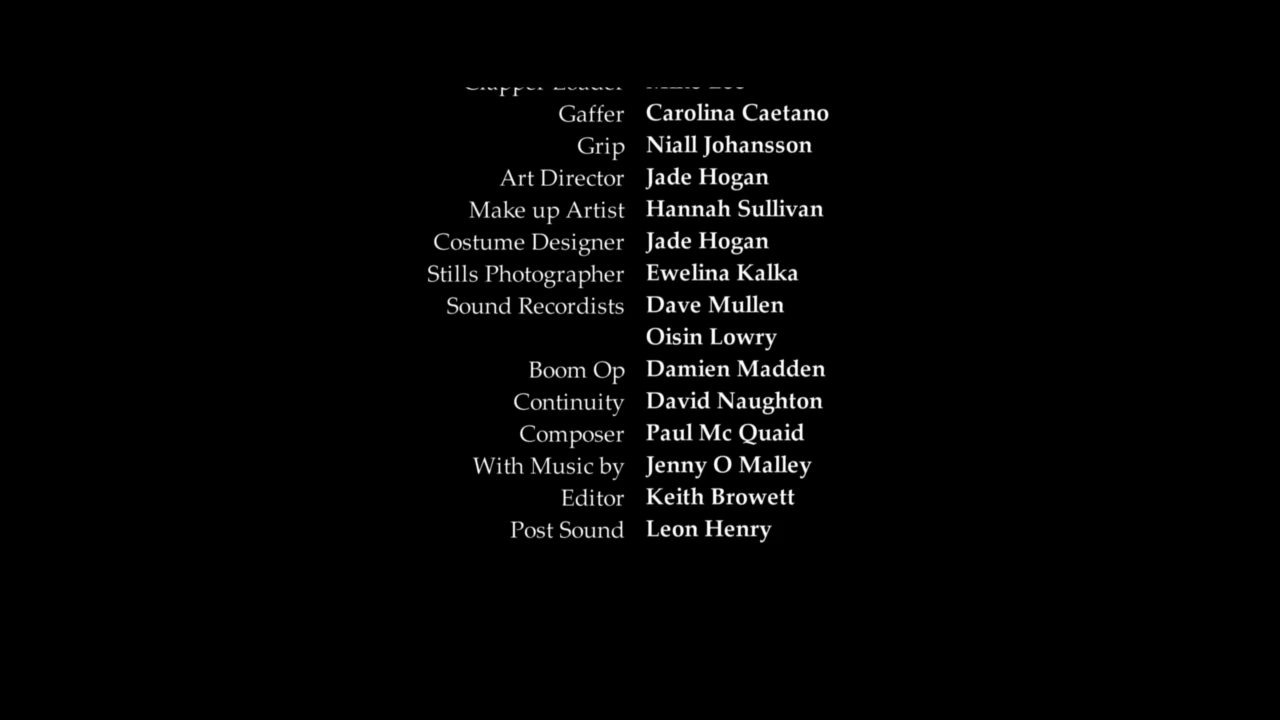 Gaffer Carolina Caetano
Grip Niall Johansson
Art Director Jade Hogan
Make up Artist Hannah Sullivan
Costume Designer Jade Hogan
Stills Photographer Ewelina Kalka
Sound Recordists Dave Mullen
Oisin Lowry
Boom Op Damien Madden
Continuity David Naughton
Composer Paul Mc Quaid
With Music by Jenny O Malley
Editor Keith Browett
Post Sound Leon Henry